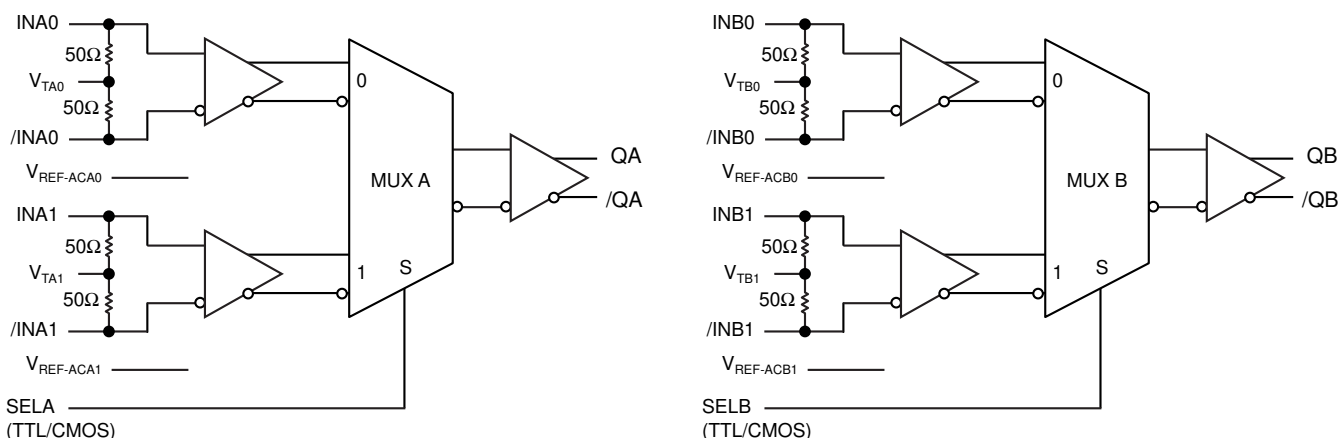 INA0
50Ω
VTA0
50Ω
/INA0
VREF-ACA0
INA1
50Ω
VTA1
50Ω
/INA1
VREF-ACA1
SELA
(TTL/CMOS)
0
MUX A
1
S
QA
/QA
INB0
50Ω
VTB0
50Ω
/INB0
VREF-ACB0
INB1
50Ω
VTB1
50Ω
/INB1
VREF-ACB1
SELB
(TTL/CMOS)
0
MUX B
1
S
QB
/QB